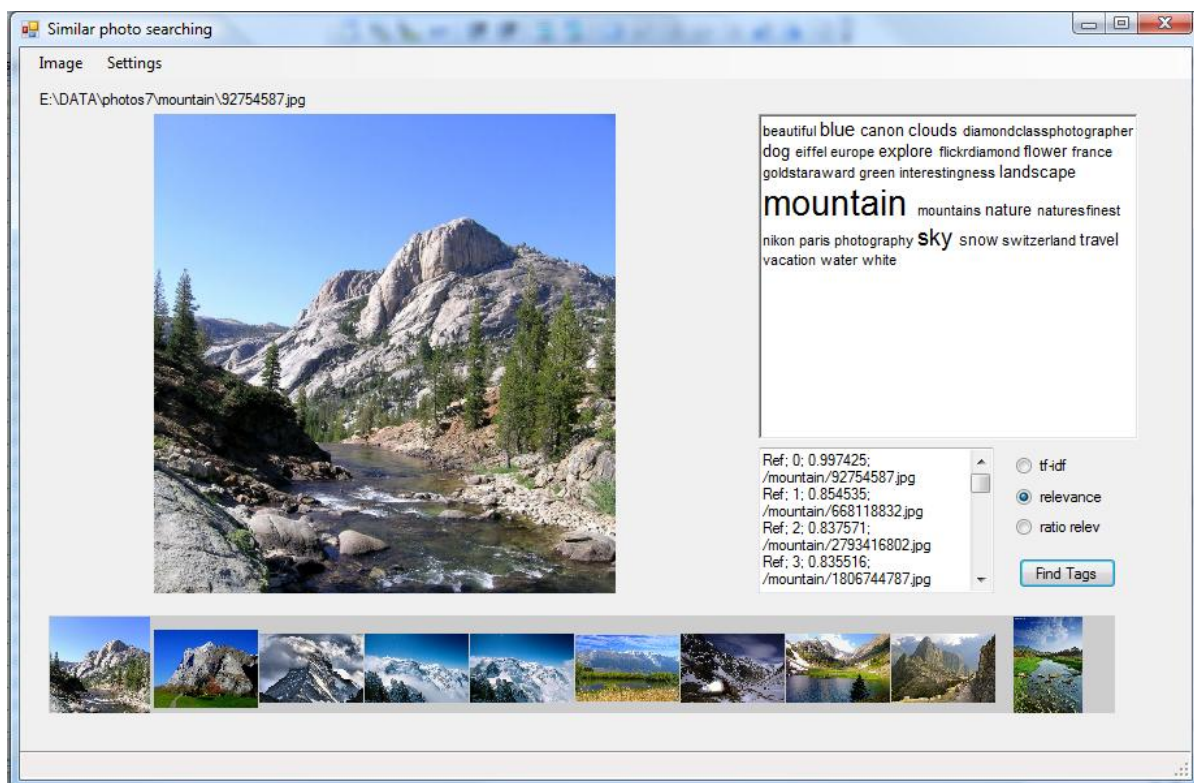 Similar photo searching
Image Settings
E:\DATA\photos7\mountain\92754587.jpg
beautiful blue canon clouds diamondclassphotographer
dog eiffel europe explore flickrdiamond flower france
goldstaraward green interestingness landscape
mountain mountains nature naturesfinest
nikon paris photography sky snow switzerland travel
vacation water white
Ref; 0; 0.997425;
/mountain/92754587.jpg
Ref; 1; 0.854535;
/mountain/668118832.jpg
Ref; 2; 0.837571;
/mountain/2793416802.jpg
Ref; 3; 0.835516;
/mountain/1806744787.jpg
tf-idf
relevance
ratio relev
Find Tags